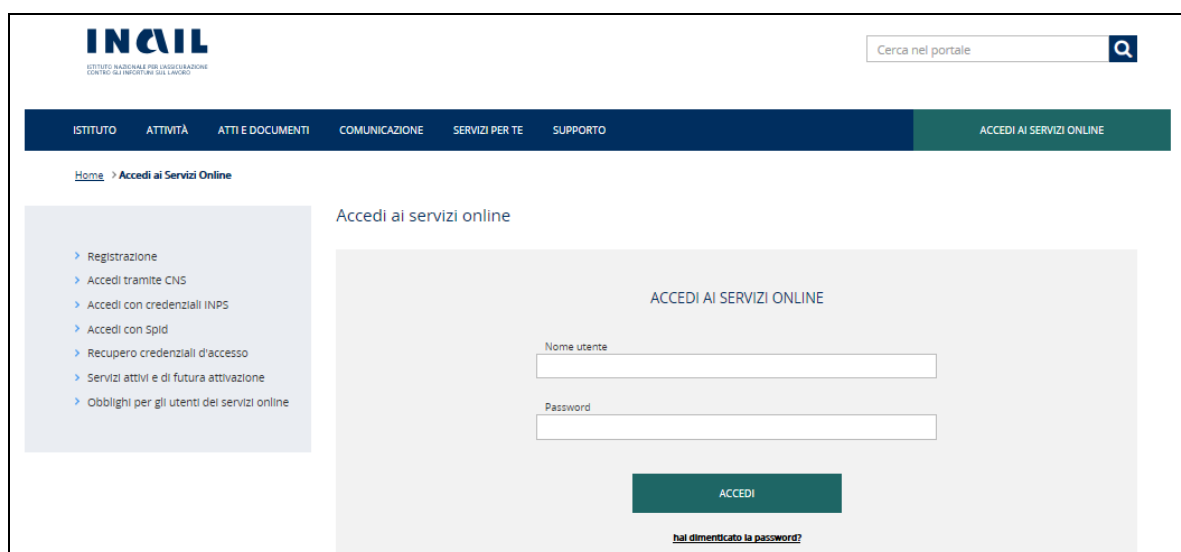 INAIL
ISTITUTO NAZIONALE PER L'ASSICURAZIONE
CONTRO GLI INFORTUNI SUL LAVORO
Cerca nel portale
ISTITUTO ATTIVITÀ ATTI E DOCUMENTI COMUNICAZIONE SERVIZI PER TE SUPPORTO ACCEDI AI SERVIZI ONLINE
Home > Accedi ai Servizi Online
Accedi ai servizi online
> Registrazione
> Accedi tramite CNS
> Accedi con credenziali INPS
> Accedi con Spid
> Recupero credenziali d'accesso
> Servizi attivi e di futura attivazione
> Obblighi per gli utenti dei servizi online
ACCEDI AI SERVIZI ONLINE
Nome utente
Password
ACCEDI
hai dimenticato la password?